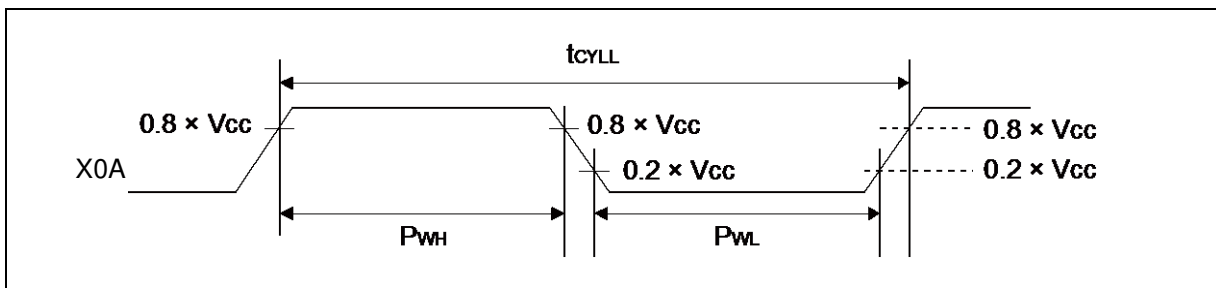 tCYLL
0.8 × Vcc
0.8 × Vcc
0.8 × Vcc
X0A
0.2 × Vcc
0.2 × Vcc
PWH
PWL